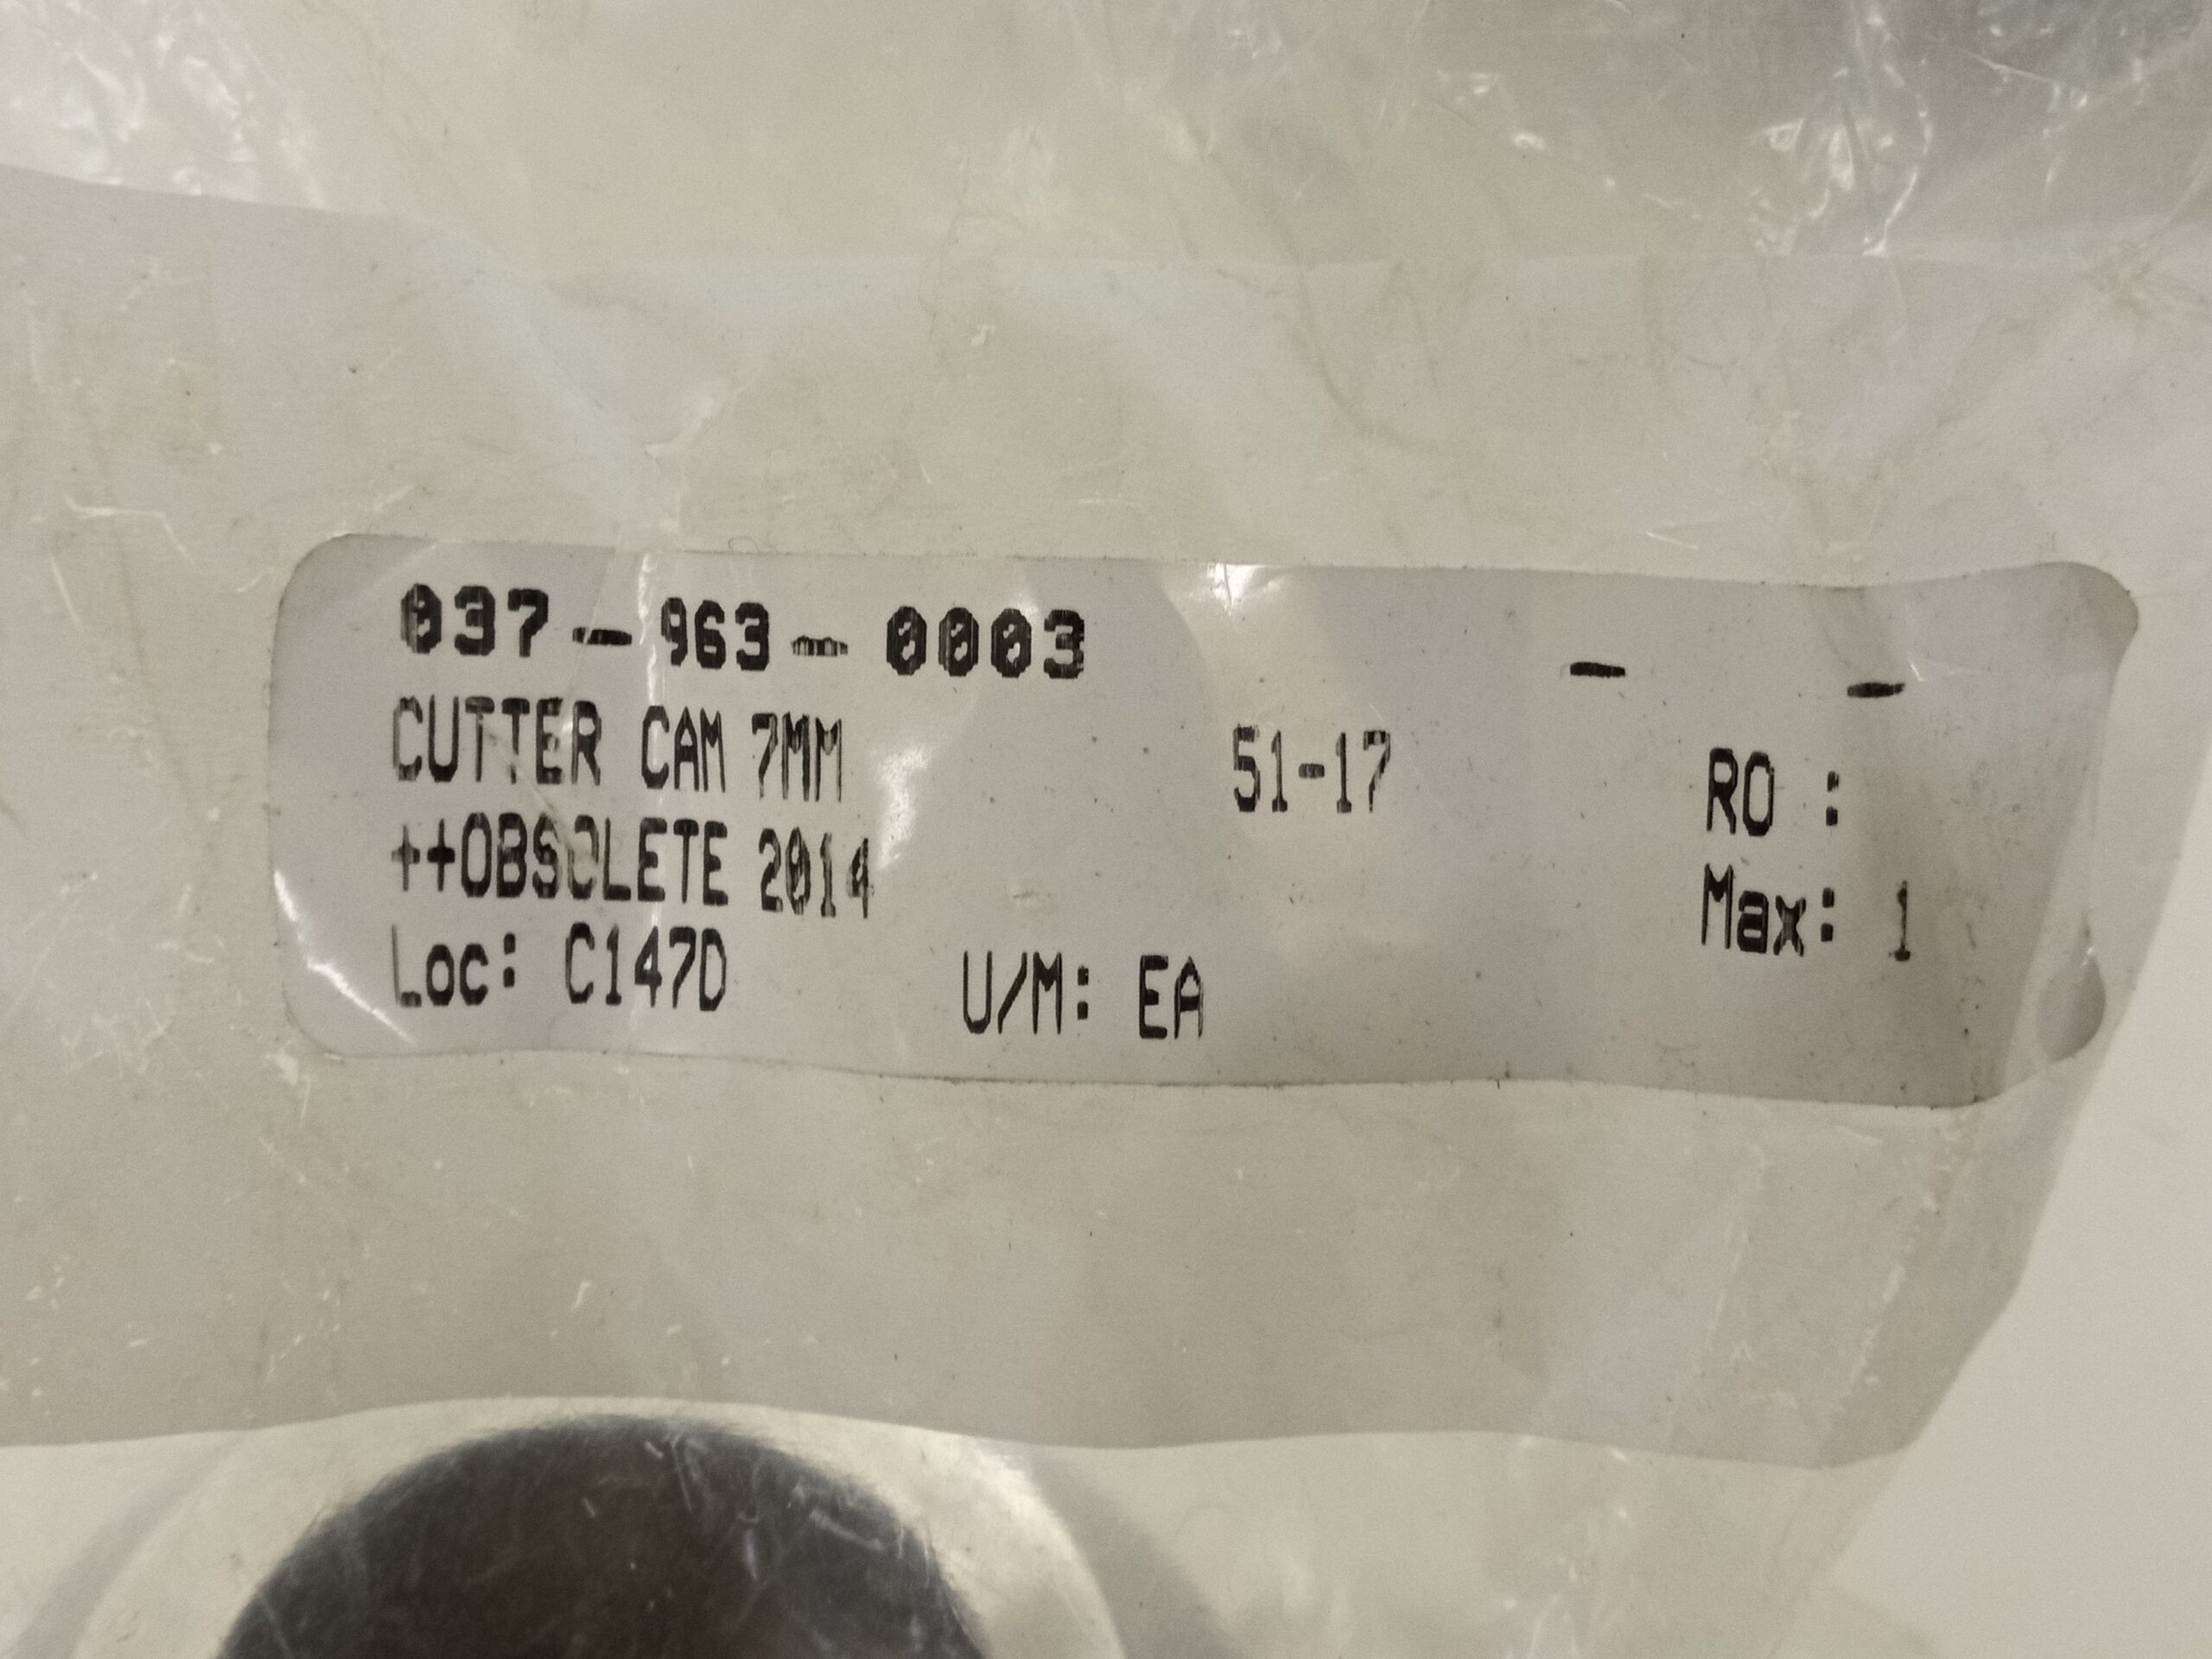 037-963-0003 - -
CUTTER CAM 7MM 51-17 RO :
++OBSOLETE 2014 Max: 1
Loc: C147D U/M: EA